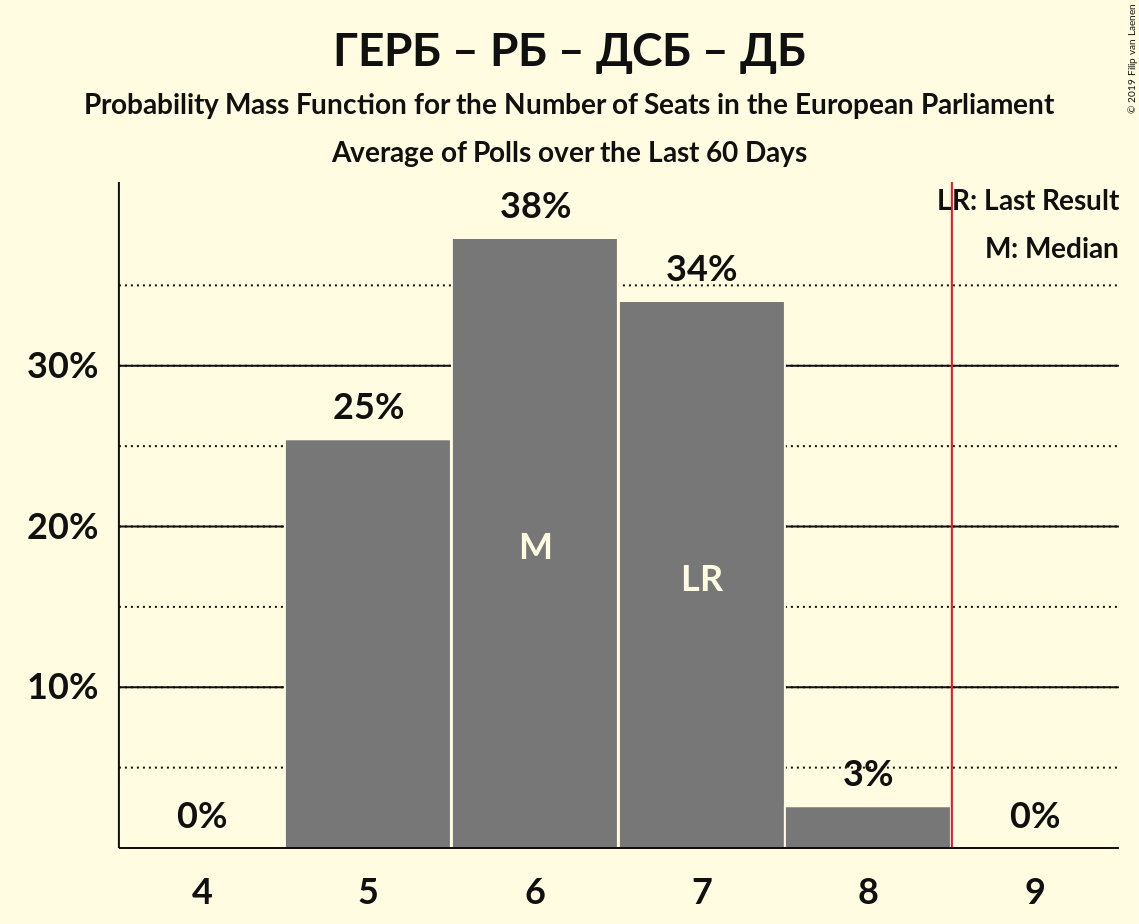 ГЕРБ – РБ – ДСБ – ДБ
Probability Mass Function for the Number of Seats in the European Parliament
Average of Polls over the Last 60 Days
© 2019 Filip van Laenen
LR: Last Result
M: Median
38%
34%
25%
3%
0%
0%
30%
20%
10%
M
LR
4 5 6 7 8 9